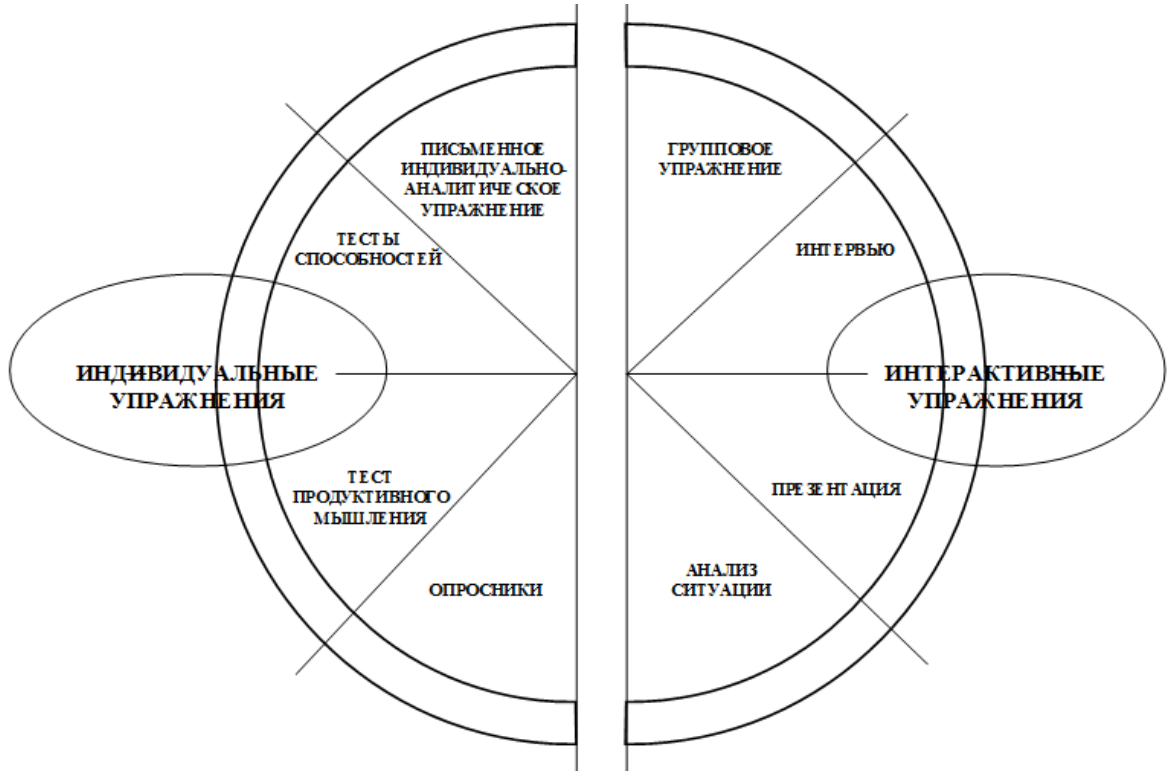 ПИСЬМЕННОЕ
ИНДИВИДУАЛЬНО-
АНАЛИТИЧЕСКОЕ
УПРАЖНЕНИЕ
ТЕСТЫ
СПОСОБНОСТЕЙ
ИНДИВИДУАЛЬНЫЕ
УПРАЖНЕНИЯ
ТЕСТ
ПРОДУКТИВНОГО
МЫШЛЕНИЯ
ОПРОСНИКИ
ГРУППОВОЕ
УПРАЖНЕНИЕ
ИНТЕРВЬЮ
ИНТЕРАКТИВНЫЕ
УПРАЖНЕНИЯ
ПРЕЗЕНТАЦИЯ
АНАЛИЗ
СИТУАЦИИ